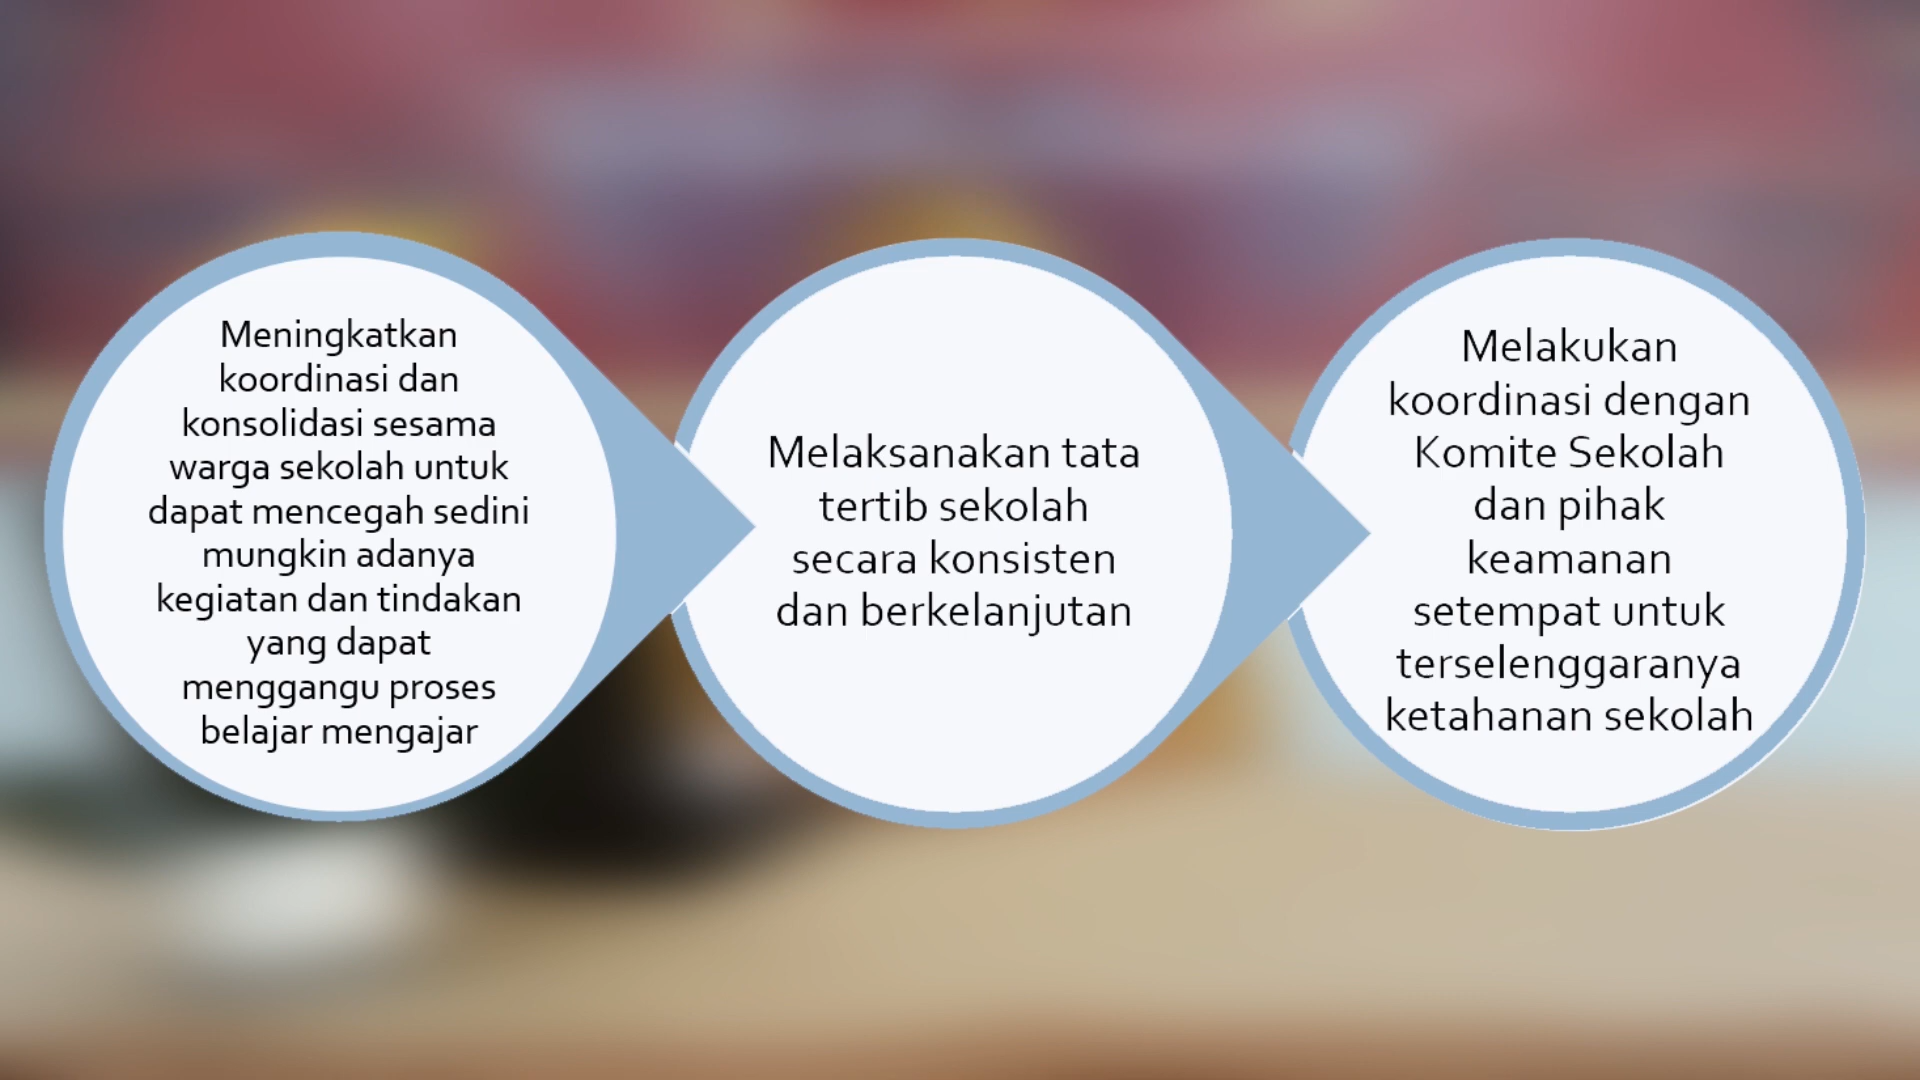 Meningkatkan
koordinasi dan
konsolidasi sesama
warga sekolah untuk
dapat mencegah sedini
mungkin adanya
kegiatan dan tindakan
yang dapat
menggangu proses
belajar mengajar
Melaksanakan tata
tertib sekolah
secara konsisten
dan berkelanjutan
Melakukan
koordinasi dengan
Komite Sekolah
dan pihak
keamanan
setempat untuk
terselenggaranya
ketahanan sekolah